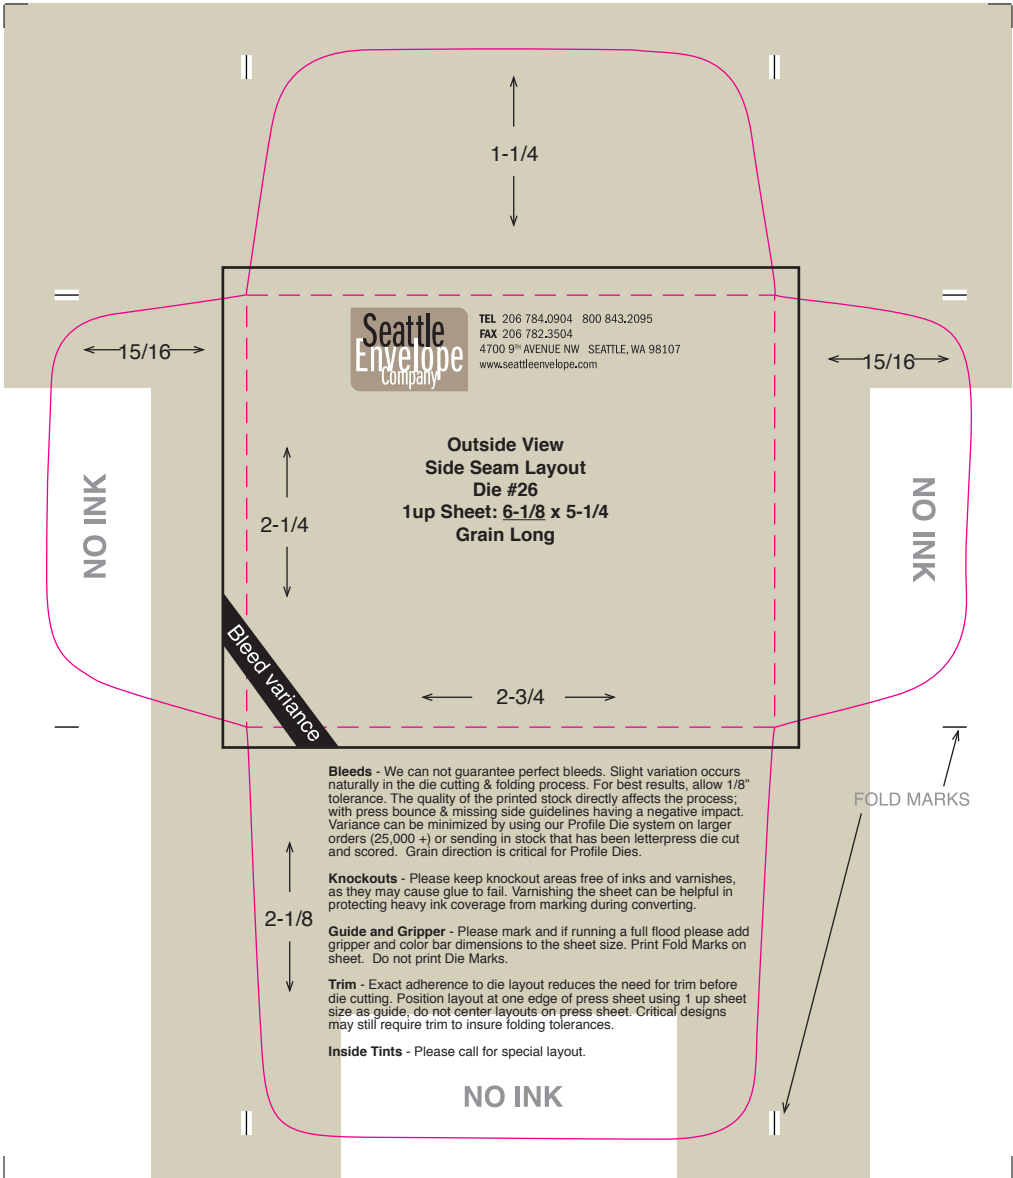 1-1/4
Seattle
Envelope
Company
TEL 206 784.0904 800 843.2095
FAX 206 782.3504
4700 9TH AVENUE NW SEATTLE, WA 98107
www.seattleenvelope.com
15/16
15/16
Outside View
Side Seam Layout
Die #26
1up Sheet: 6-1/8 x 5-1/4
Grain Long
NO INK
2-1/4
NO INK
Bleed variance
2-3/4
Bleeds - We can not guarantee perfect bleeds. Slight variation occurs
naturally in the die cutting & folding process. For best results, allow 1/8”
tolerance. The quality of the printed stock directly affects the process;
with press bounce & missing side guidelines having a negative impact.
Variance can be minimized by using our Profile Die system on larger
orders (25,000 +) or sending in stock that has been letterpress die cut
and scored. Grain direction is critical for Profile Dies.
FOLD MARKS
Knockouts - Please keep knockout areas free of inks and varnishes,
as they may cause glue to fail. Varnishing the sheet can be helpful in
protecting heavy ink coverage from marking during converting.
2-1/8
Guide and Gripper - Please mark and if running a full flood please add
gripper and color bar dimensions to the sheet size. Print Fold Marks on
sheet. Do not print Die Marks.
Trim - Exact adherence to die layout reduces the need for trim before
die cutting. Position layout at one edge of press sheet using 1 up sheet
size as guide, do not center layouts on press sheet. Critical designs
may still require trim to insure folding tolerances.
Inside Tints - Please call for special layout.
NO INK